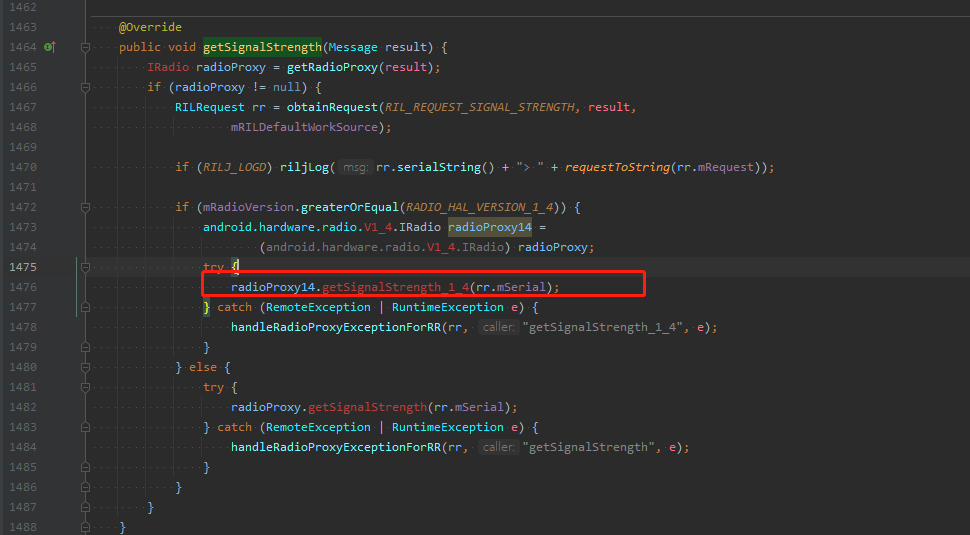 1462
1463 @Override
1464 public void getSignalStrength(Message result) {
1465 IRadio radioProxy = getRadioProxy(result);
1466 if (radioProxy != null) {
1467 RILRequest rr = obtainRequest(RIL_REQUEST_SIGNAL_STRENGTH, result,
1468 mRILDefaultWorkSource);
1469
1470 if (RILJ_LOGD) riljLog( msg: rr.serialString() + "> " + requestToString(rr.mRequest));
1471
1472 if (mRadioVersion.greaterOrEqual(RADIO_HAL_VERSION_1_4)) {
1473 android.hardware.radio.V1_4.IRadio radioProxy14 =
1474 (android.hardware.radio.V1_4.IRadio) radioProxy;
1475 try {
1476 radioProxy14.getSignalStrength_1_4(rr.mSerial);
1477 } catch (RemoteException | RuntimeException e) {
1478 handleRadioProxyExceptionForRR(rr, caller: "getSignalStrength_1_4", e);
1479 }
1480 } else {
1481 try {
1482 radioProxy.getSignalStrength(rr.mSerial);
1483 } catch (RemoteException | RuntimeException e) {
1484 handleRadioProxyExceptionForRR(rr, caller: "getSignalStrength", e);
1485 }
1486 }
1487 }
1488 }